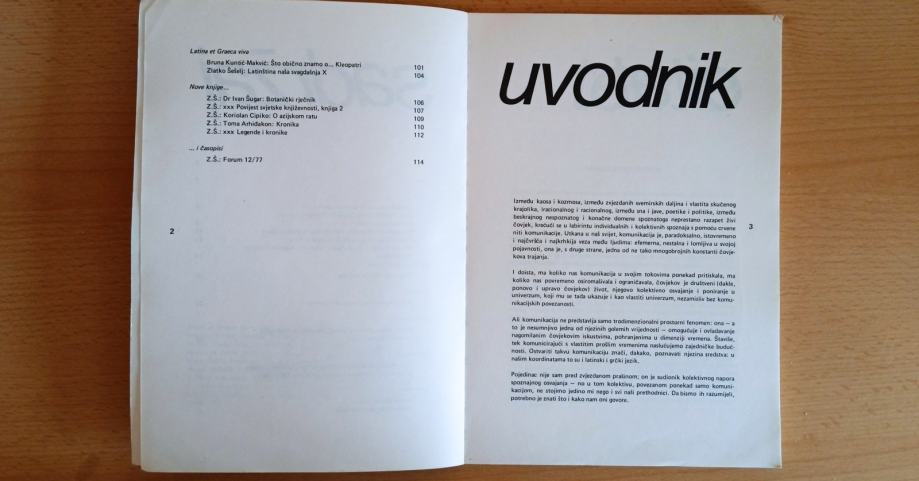 Latina et Graeca viva
Bruna Kuntić-Makvić: Što obično znamo o... Kleopatri 101
Zlatko Šešelj: Latinština naša svagdašnja X 104
Nove knjige...
Z.Š.: Dr Ivan Šugar: Botanički rječnik 106
Z.Š.: xxx Povijest svjetske književnosti, knjiga 2 107
Z.Š.: Koriolan Cipiko: O azijskom ratu 109
Z.Š.: Toma Arhiđakon: Kronika 110
Z.Š.: xxx Legende i kronike 112
... i časopisi
Z.Š.: Forum 12/77 114
2
uvodnik
Između kaosa i kozmosa, između zvjezdanih svemirskih daljina i vlastita skučenog
krajolika, iracionalnog i racionalnog, između sna i jave, poetike i politike, između
beskrajnog nespoznatog i konačne domene spoznatoga neprestano razapet živi
čovjek, krećući se u labirintu individualnih i kolektivnih spoznaja s pomoću crvene
niti komunikacije. Utkana u naš svijet, komunikacija je, paradoksalno, istovremeno
i najčvršća i najkrhkija veza među ljudima: efemerna, nestalna i lomljiva u svojoj
pojavnosti, ona je, s druge strane, jedna od ne tako mnogobrojnih konstanti čovje-
kova trajanja.
3
I doista, ma koliko nas komunikacija u svojim tokovima ponekad pritiskala, ma
koliko nas povremeno osiromašivala i ograničavala, čovjekov je društveni (dakle,
ponovo i upravo čovjekov) život, njegovo kolektivno osvajanje i poniranje u
univerzum, koji mu se tada ukazuje i kao vlastiti univerzum, nezamisliv bez komu-
nikacijskih povezanosti.
Ali komunikacija ne predstavlja samo trodimenzionalni prostorni fenomen: ona — a
to je nesumnjivo jedna od njezinih golemih vrijednosti — omogućuje i ovladavanje
nagomilanim čovjekovim iskustvima, pohranjenima u dimenziji vremena. Štaviše,
tek komunicirajući s vlastitim prošlim vremenima naslućujemo zajedničke buduć-
nosti. Ostvariti takvu komunikaciju znači, dakako, poznavati njezina sredstva: u
našim koordinatama to su i latinski i grčki jezik.
Pojedinac nije sam pred zvjezdanom prašinom; on je sudionik kolektivnog napora
spoznajnog osvajanja — no u tom kolektivu, povezanom ponekad samo komuni-
kacijom, ne stojimo jedino mi nego i svi naši prethodnici. Da bismo ih razumijeli,
potrebno je znati što i kako nam oni govore.